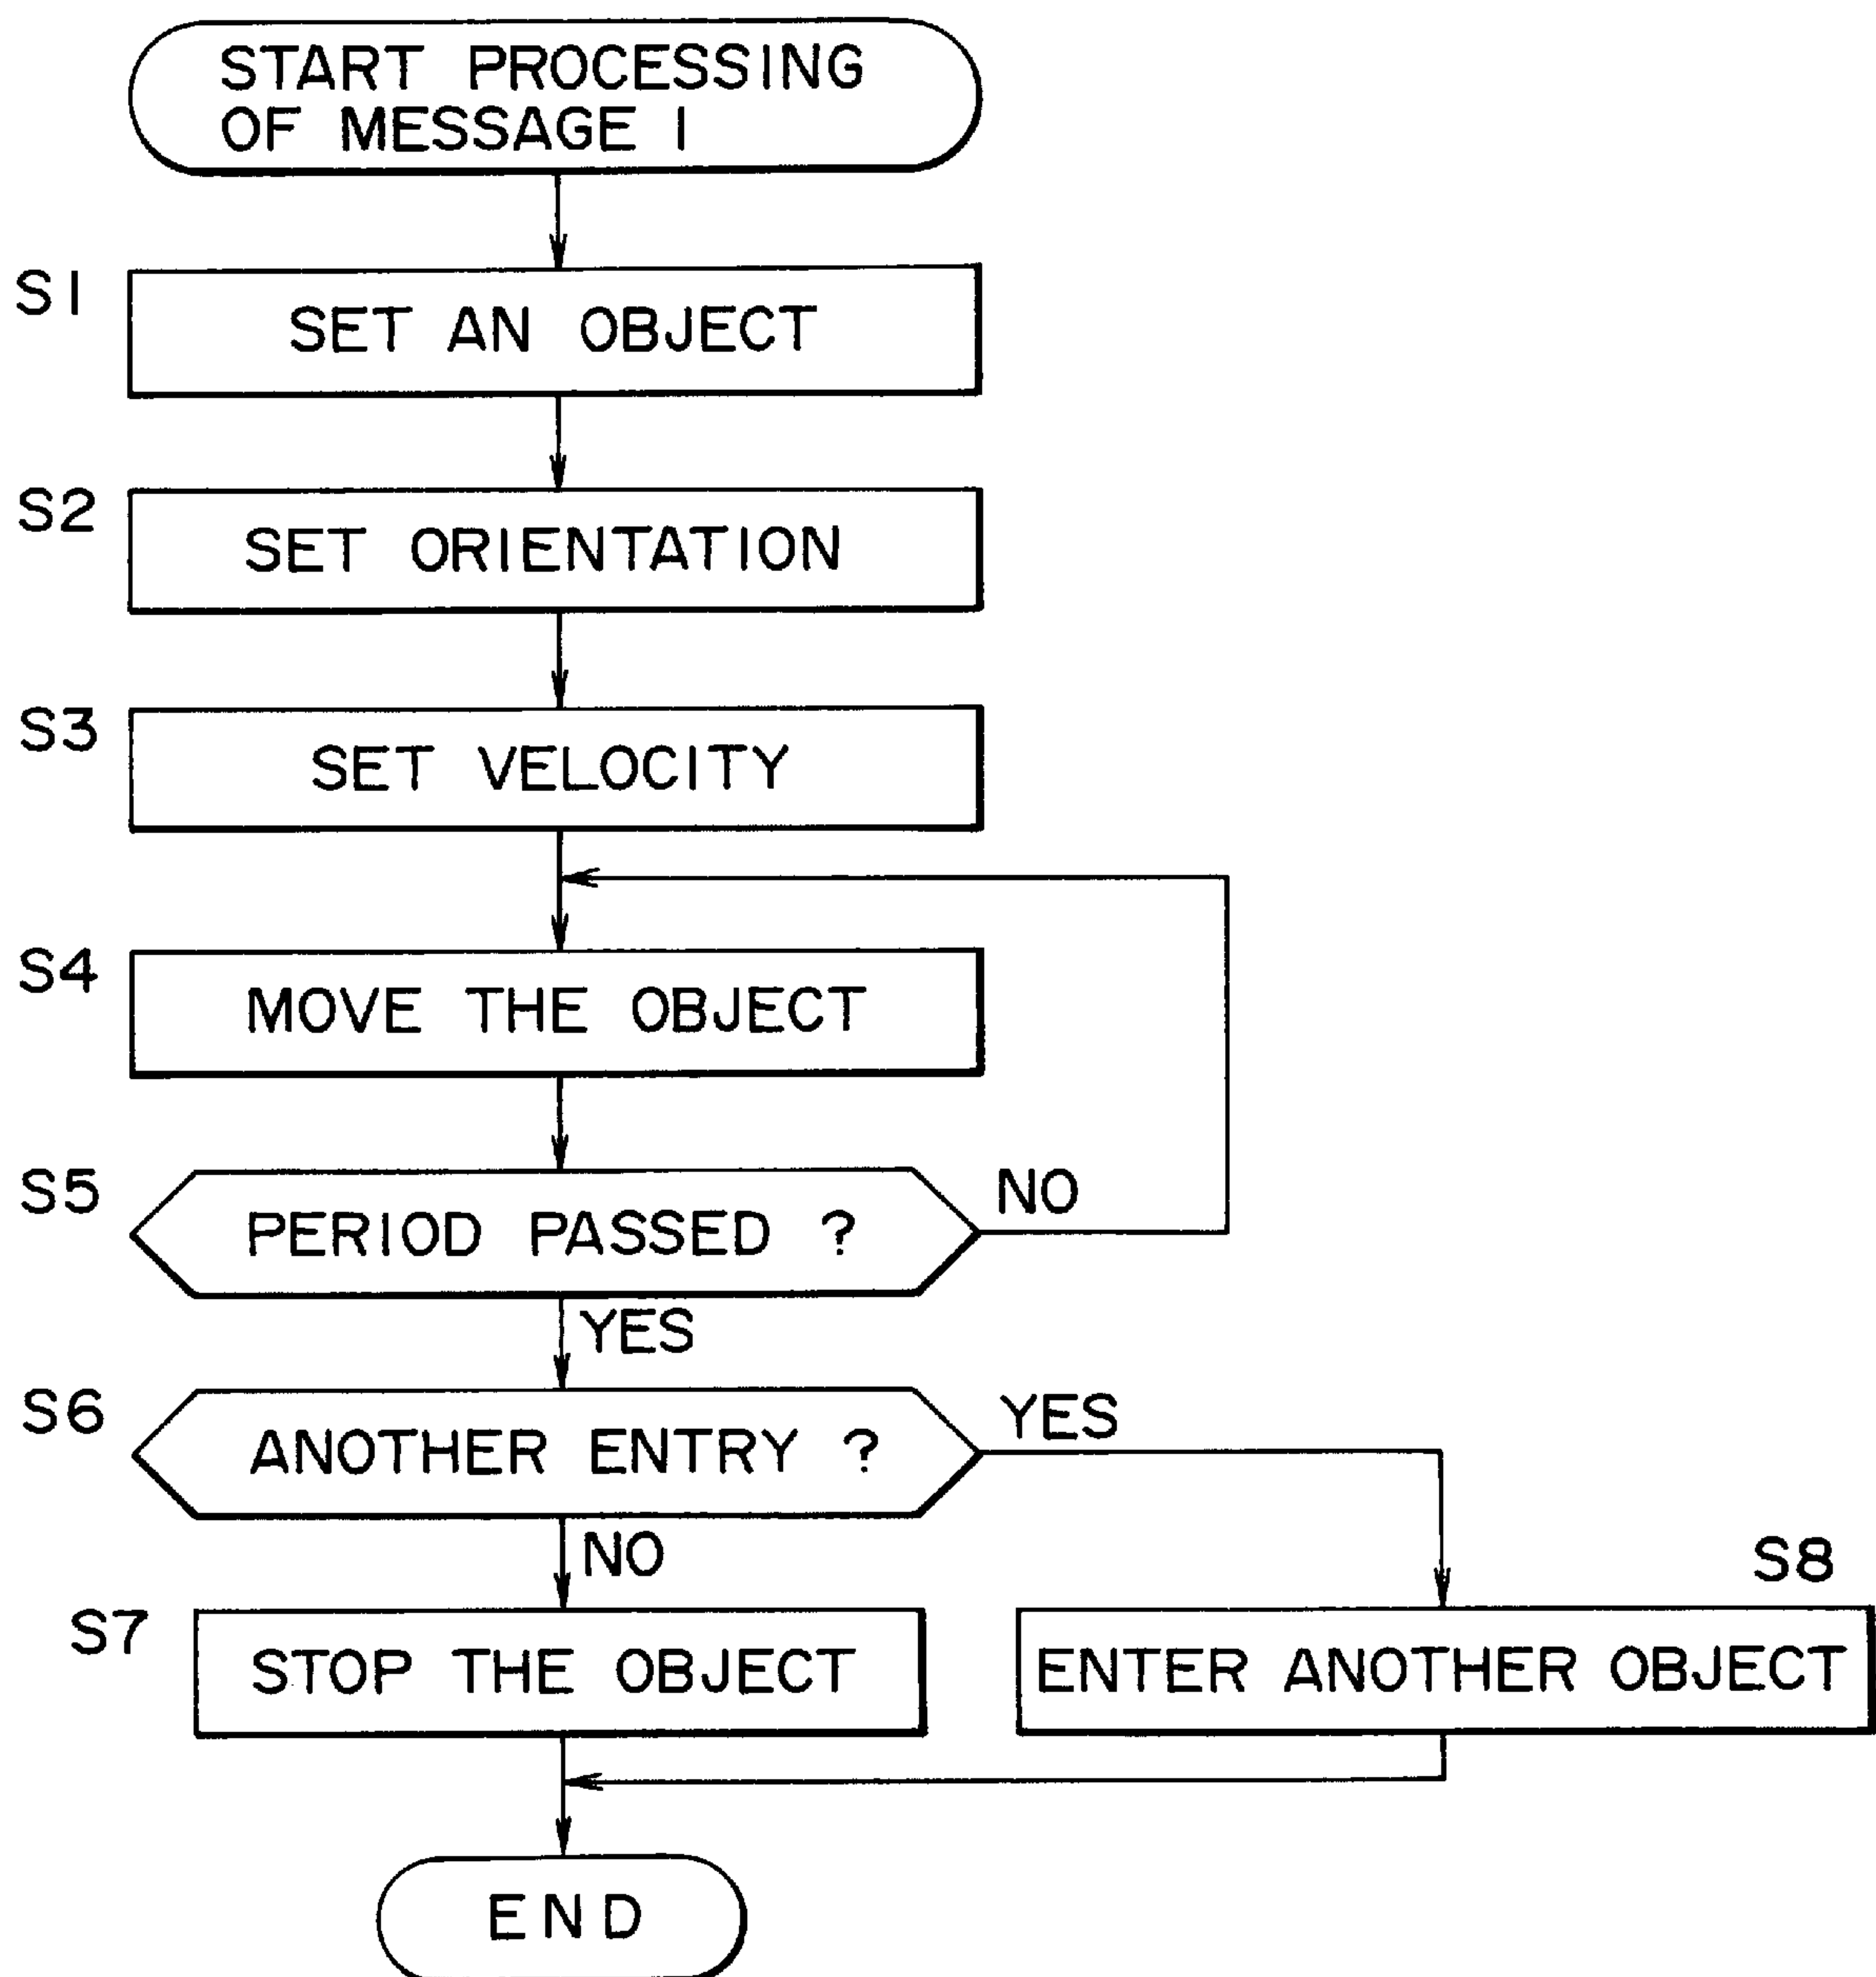 START PROCESSING
OF MESSAGE 1
S1
SET AN OBJECT
S2
SET ORIENTATION
S3
SET VELOCITY
S4
MOVE THE OBJECT
S5
PERIOD PASSED ?
NO
YES
S6
ANOTHER ENTRY ?
YES
NO
S7
STOP THE OBJECT
S8
ENTER ANOTHER OBJECT
END